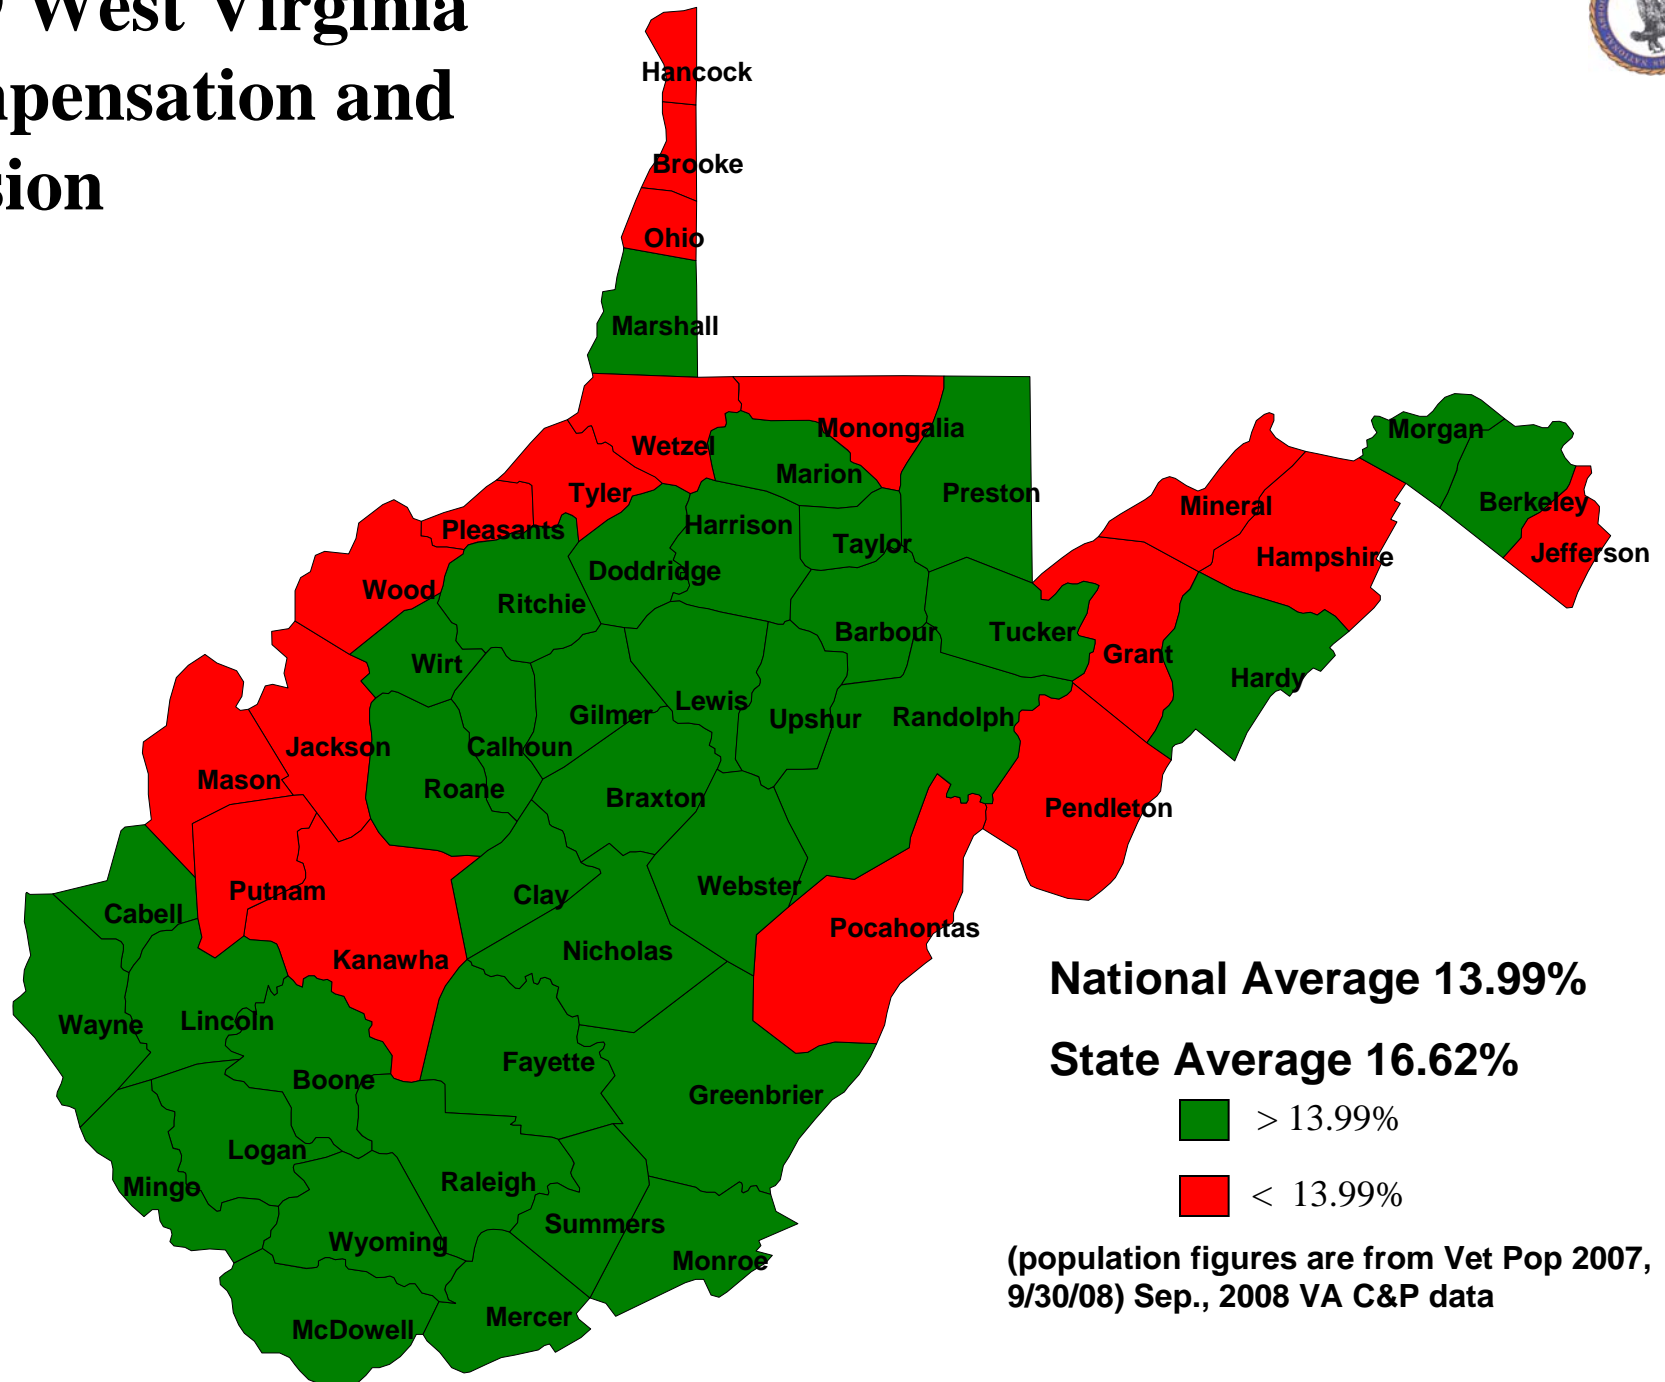 West Virginia
pensation and
sion
Hancock
Brooke
Ohio
Marshall
Wetzel
Monongalia
Marion
Preston
Tyler
Pleasants
Harrison
Taylor
Doddridge
Wood
Ritchie
Morgan
Berkeley
Mineral
Hampshire
Jefferson
Wirt
Barbour
Tucker
Grant
Hardy
Gilmer
Lewis
Upshur
Randolph
Jackson
Calhoun
Mason
Roane
Braxton
Pendleton
Putnam
Clay
Webster
Cabell
Pocahontas
Kanawha
Nicholas
Wayne
Lincoln
Fayette
Boone
Greenbrier
Logan
Mingo
Raleigh
Summers
Wyoming
Monroe
McDowell
Mercer
National Average 13.99%
State Average 16.62%
> 13.99%
< 13.99%
(population figures are from Vet Pop 2007,
9/30/08) Sep., 2008 VA C&P data